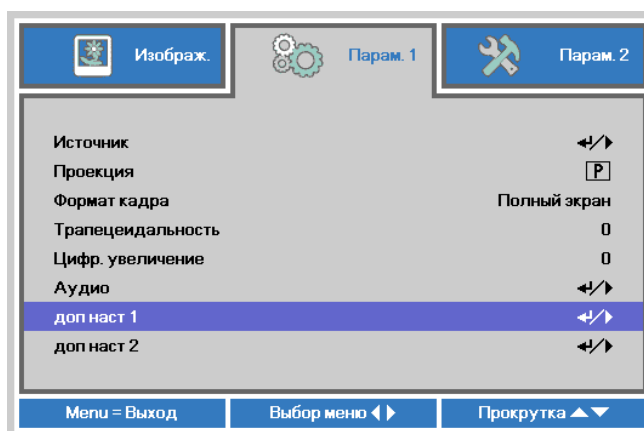 Изображ. Парам. 1 Парам. 2
Источник
Проекция P
Формат кадра Полный экран
Трапецеидальность 0
Цифр. увеличение 0
Аудио
доп наст 1
доп наст 2
Menu = Выход Выбор меню Прокрутка